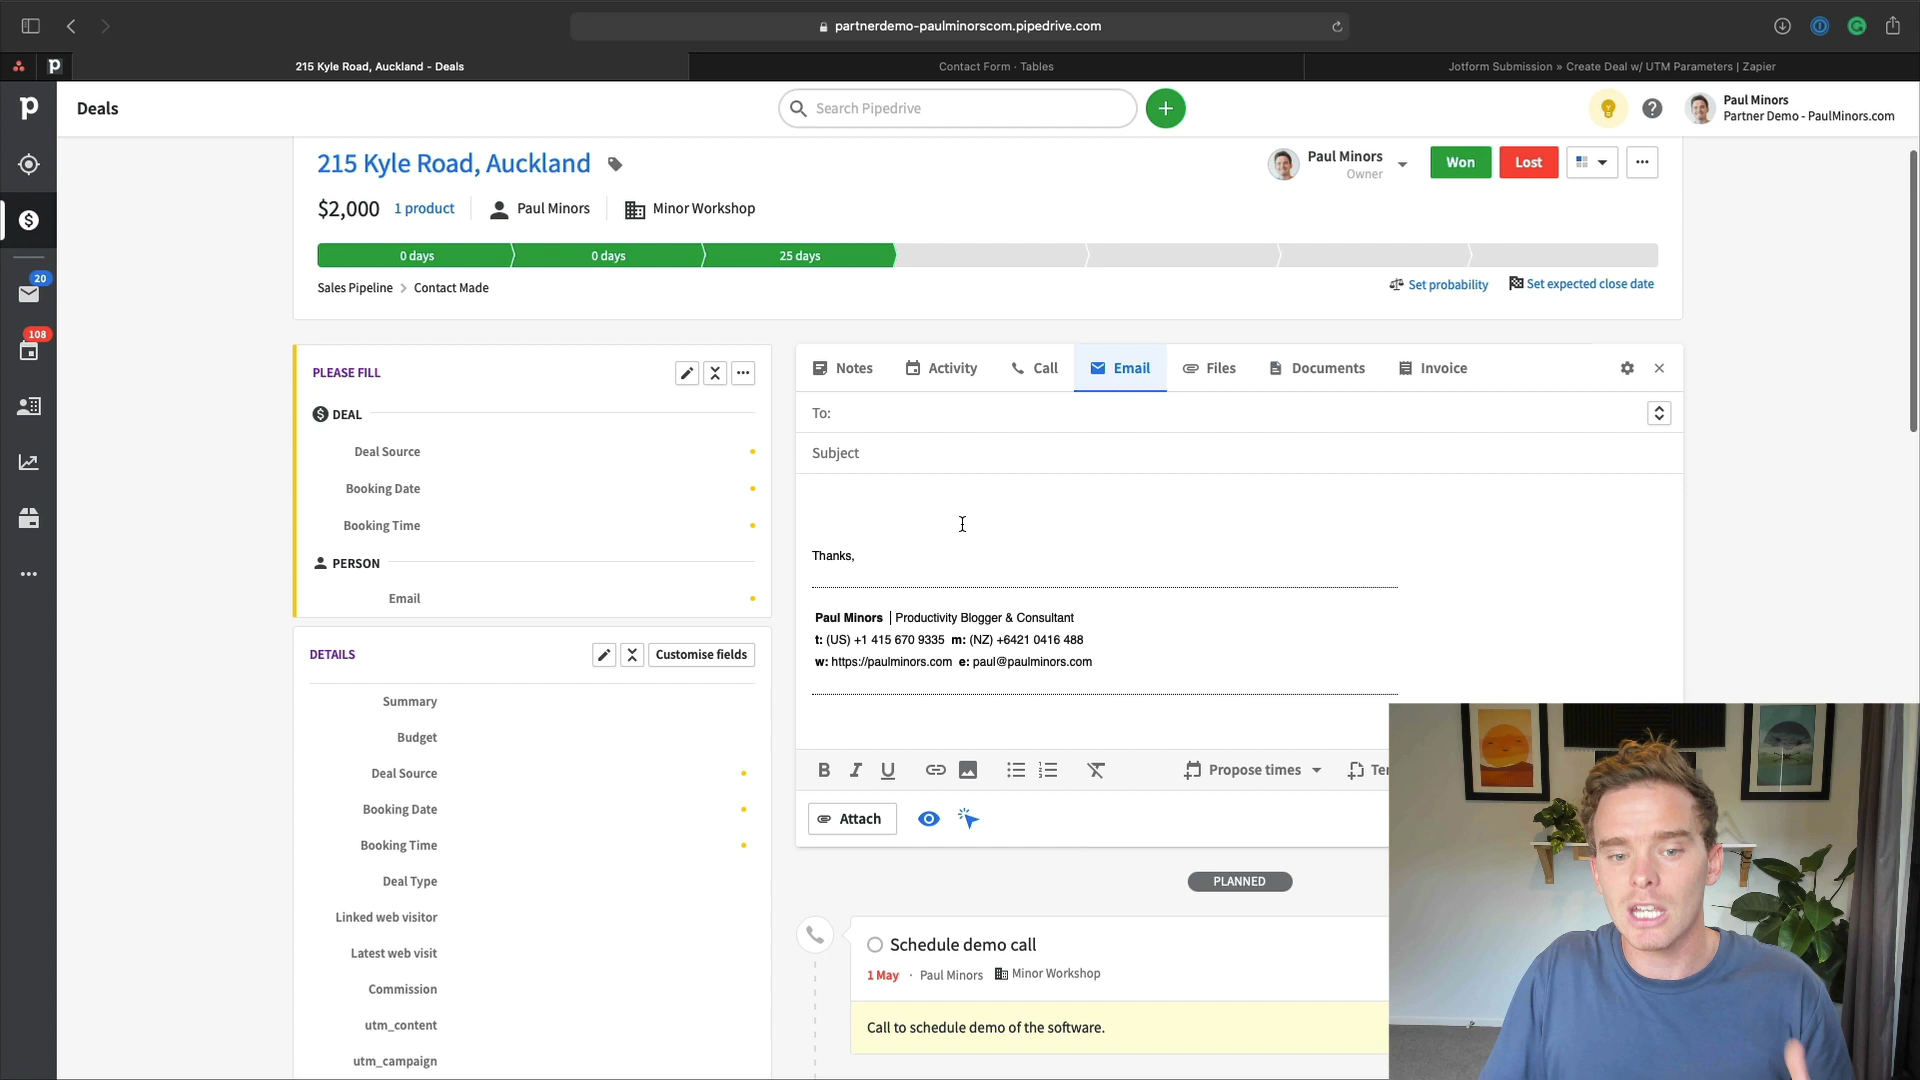 partnerdemo-paulminorscom.pipedrive.com
215 Kyle Road, Auckland - Deals
Contact Form · Tables
Jotform Submission » Create Deal w/ UTM Parameters | Zapier
Deals
Search Pipedrive
Paul Minors
Partner Demo - PaulMinors.com
215 Kyle Road, Auckland
Paul Minors
Owner
Won
Lost
$2,000
1 product
Paul Minors
Minor Workshop
0 days
0 days
25 days
Sales Pipeline
Contact Made
Set probability
Set expected close date
20
108
PLEASE FILL
DEAL
Deal Source
Booking Date
Booking Time
PERSON
Email
DETAILS
Customise fields
Summary
Budget
Deal Source
Booking Date
Booking Time
Deal Type
Linked web visitor
Latest web visit
Commission
utm_content
utm_campaign
Notes
Activity
Call
Email
Files
Documents
Invoice
To:
Subject
Thanks,
Paul Minors | Productivity Blogger & Consultant
t: (US) +1 415 670 9335 m: (NZ) +6421 0416 488
w: https://paulminors.com e: paul@paulminors.com
Propose times
Attach
PLANNED
Schedule demo call
1 May · Paul Minors Minor Workshop
Call to schedule demo of the software.